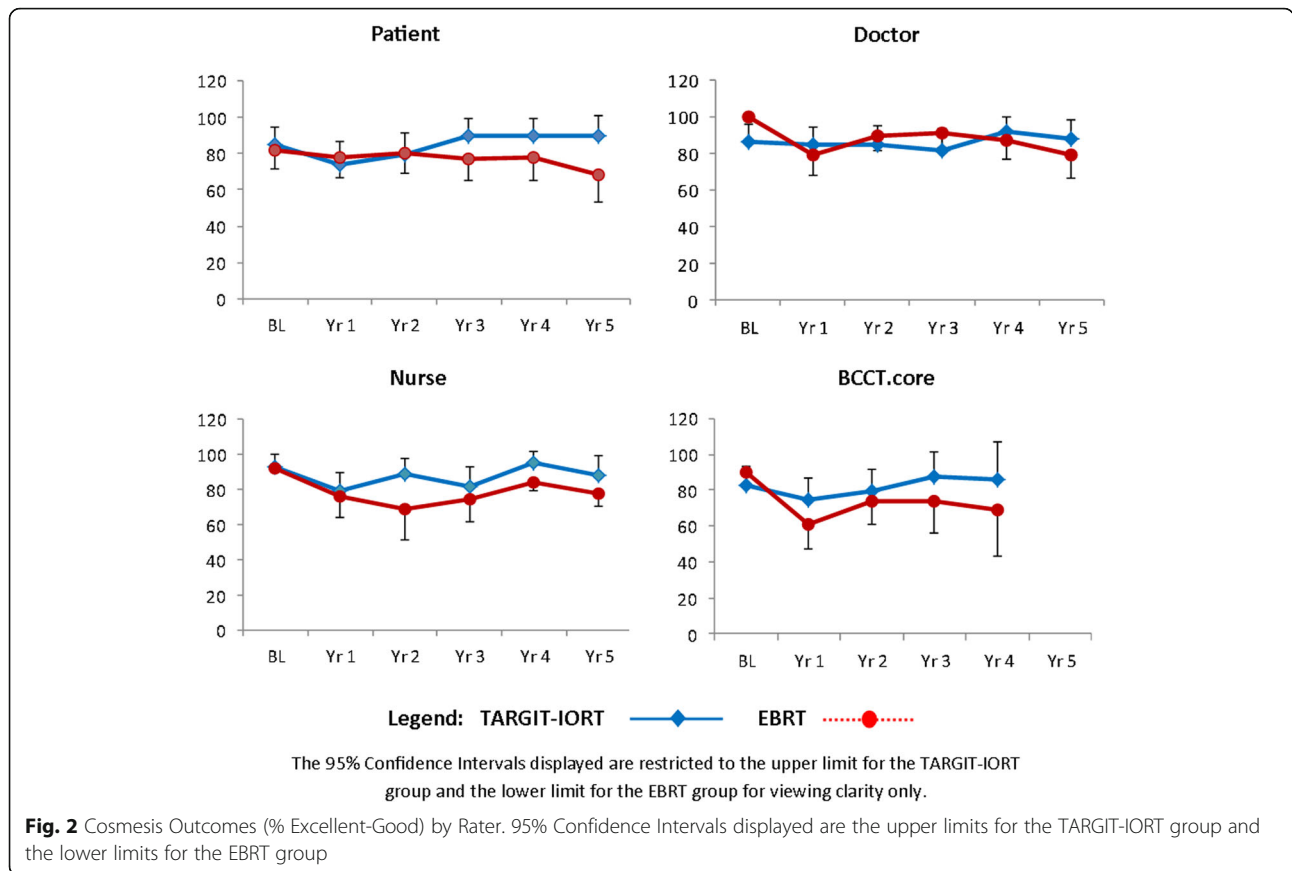 Patient
120
100
80
60
40
20
0
BL Yr 1 Yr 2 Yr 3 Yr 4 Yr 5
Doctor
120
100
80
60
40
20
0
BL Yr 1 Yr 2 Yr 3 Yr 4 Yr 5
Nurse
120
100
80
60
40
20
0
BL Yr 1 Yr 2 Yr 3 Yr 4 Yr 5
BCCT.core
120
100
80
60
40
20
0
BL Yr 1 Yr 2 Yr 3 Yr 4 Yr 5
Legend: TARGIT-IORT EBRT
The 95% Confidence Intervals displayed are restricted to the upper limit for the TARGIT-IORT
group and the lower limit for the EBRT group for viewing clarity only.
Fig. 2 Cosmesis Outcomes (% Excellent-Good) by Rater. 95% Confidence Intervals displayed are the upper limits for the TARGIT-IORT group and
the lower limits for the EBRT group